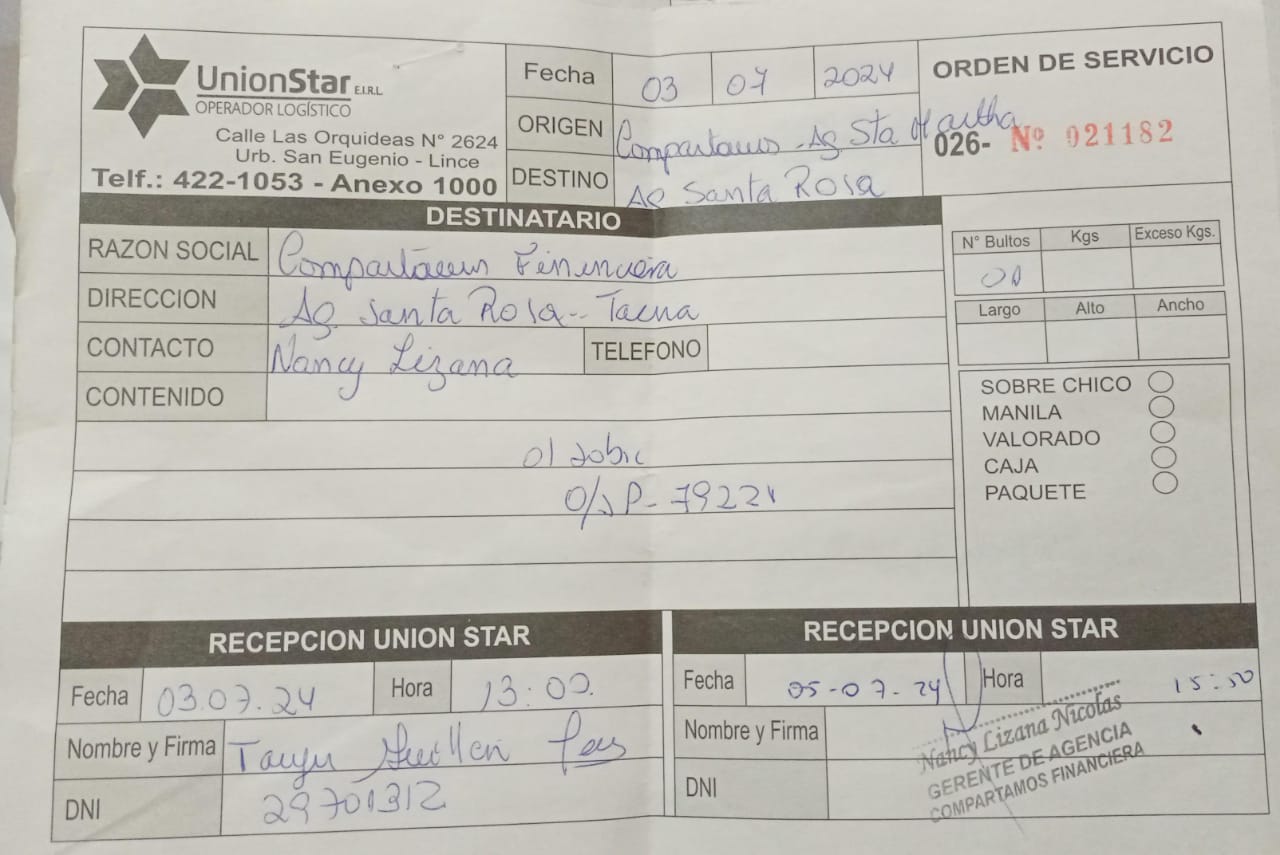 UnionStar E.I.R.L.
OPERADOR LOGÍSTICO
Calle Las Orquideas N° 2624
Urb. San Eugenio - Lince
Telf.: 422-1053 - Anexo 1000
Fecha 03 07 2024
ORIGEN Compartamos - Ag Sta Martha
DESTINO Ag Santa Rosa
ORDEN DE SERVICIO
026- Nº 021182
DESTINATARIO
RAZON SOCIAL Compartamos Financiera
DIRECCION Ag. Santa Rosa - Tacna
CONTACTO Nancy Lizana TELEFONO
CONTENIDO
01
P- 79221
N° Bultos Kgs Exceso Kgs.
01
Largo Alto Ancho
SOBRE CHICO
MANILA
VALORADO
CAJA
PAQUETE
RECEPCION UNION STAR
Fecha 03.07.24 Hora 13:00.
Nombre y Firma
DNI 29701312
RECEPCION UNION STAR
Fecha 05-07-24 Hora 15:50
Nombre y Firma
DNI
Nancy Lizana Nicolas
GERENTE DE AGENCIA
COMPARTAMOS FINANCIERA